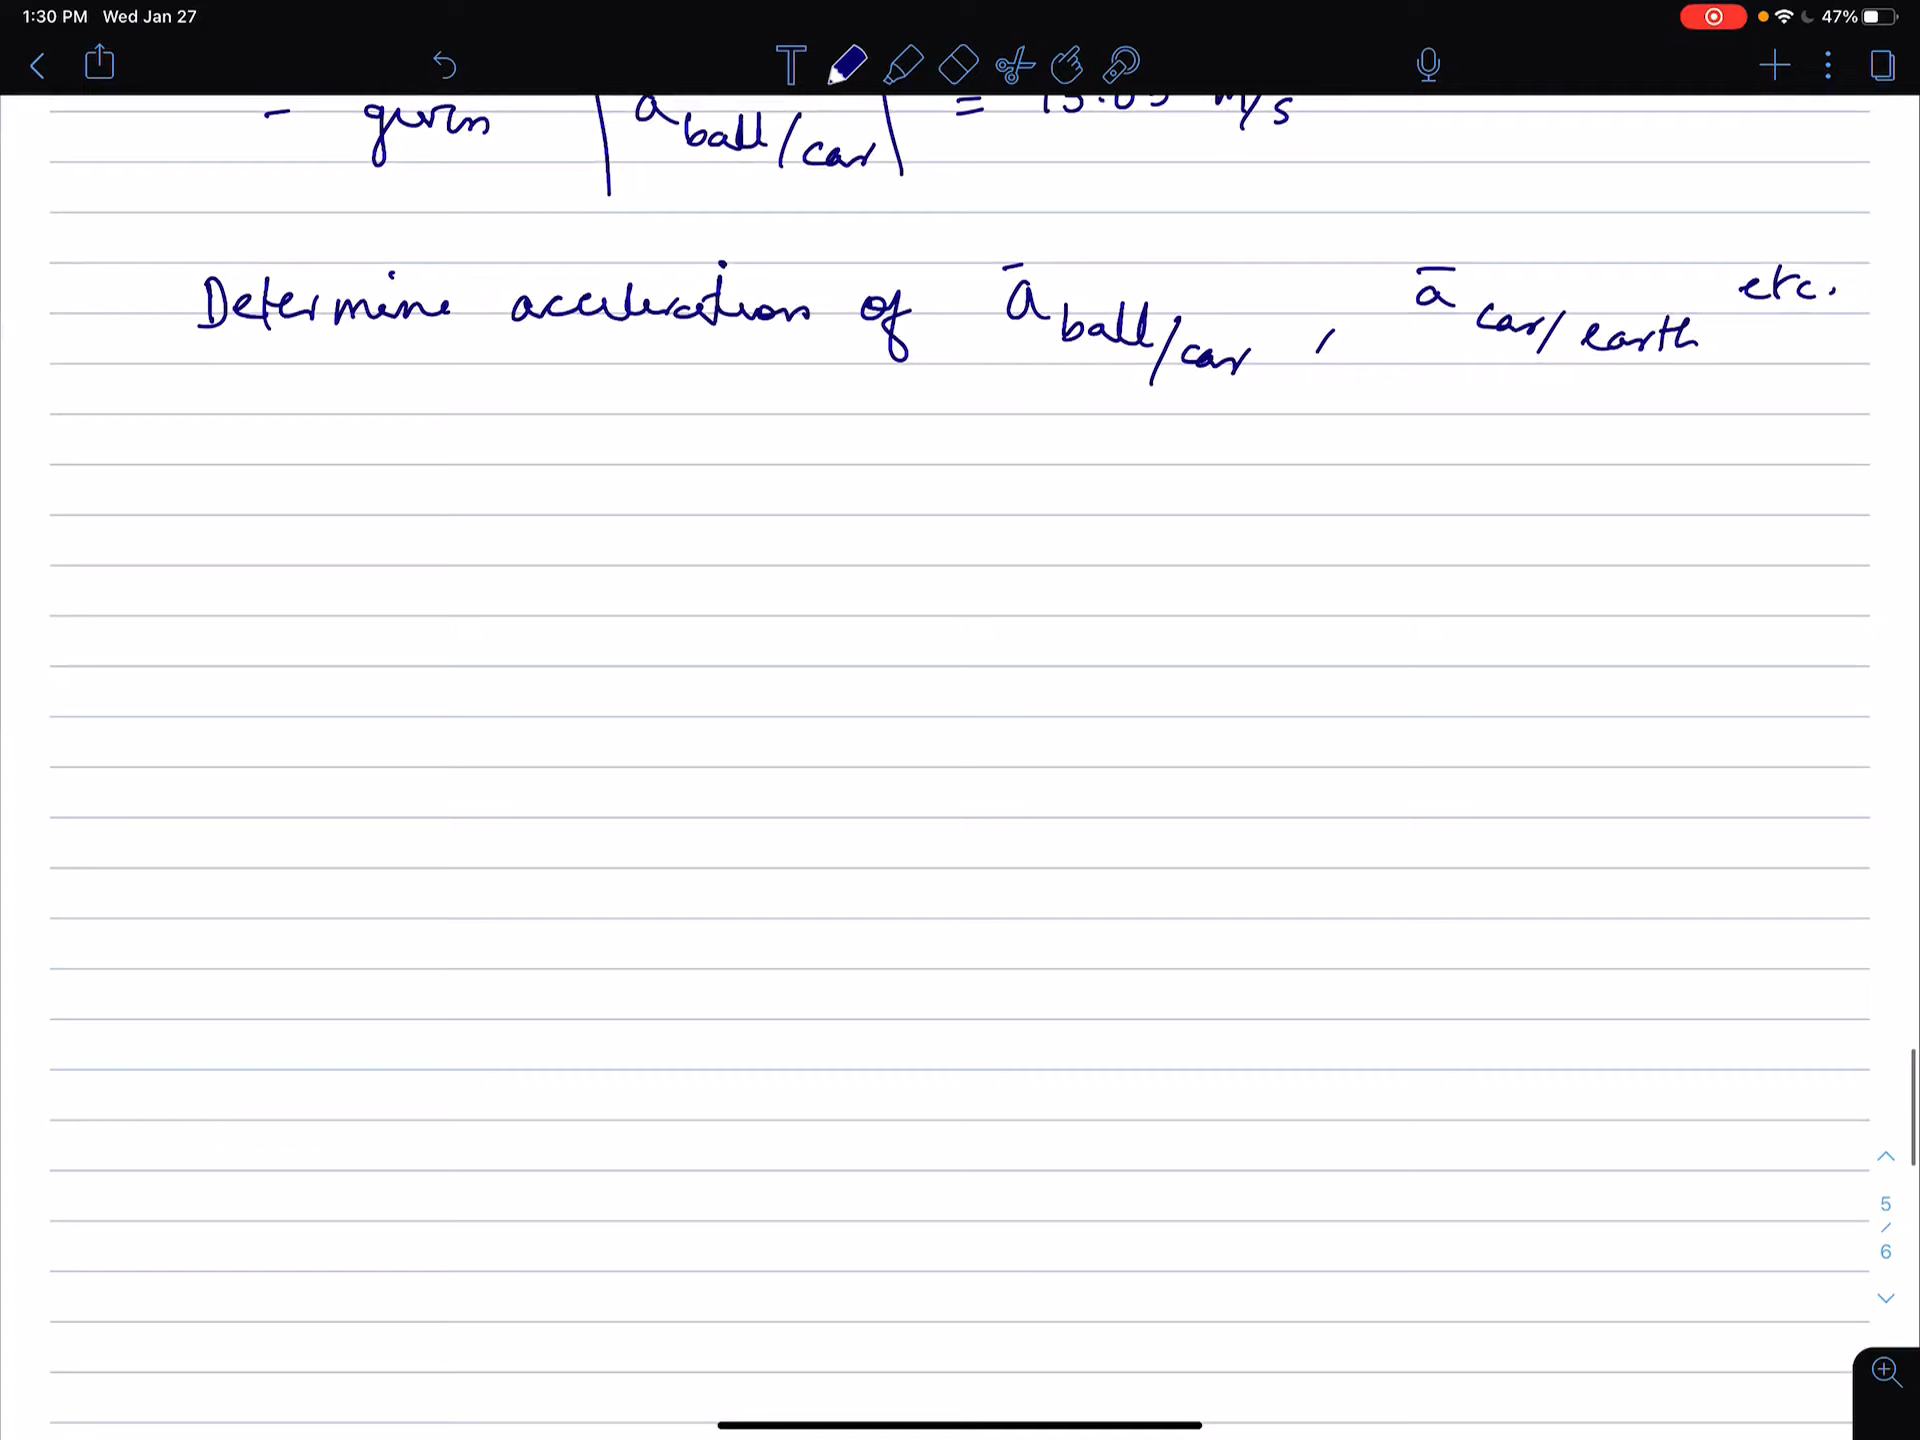 1:30 PM Wed Jan 27
47%
- given | a ball/car | = m/s
Determine acceleration of a̅ ball/car , a̅ car/earth etc.
5
/
6